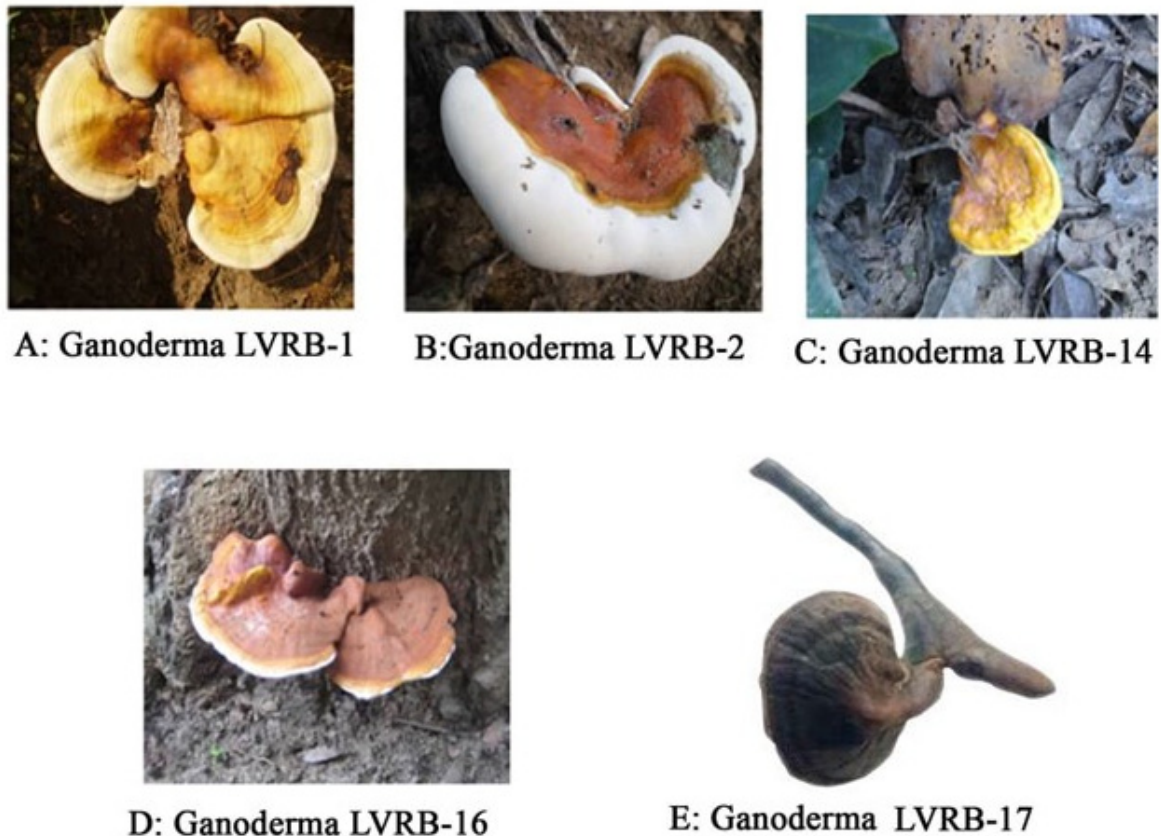 A: Ganoderma LVRB-1
B:Ganoderma LVRB-2
C: Ganoderma LVRB-14
D: Ganoderma LVRB-16
E: Ganoderma LVRB-17